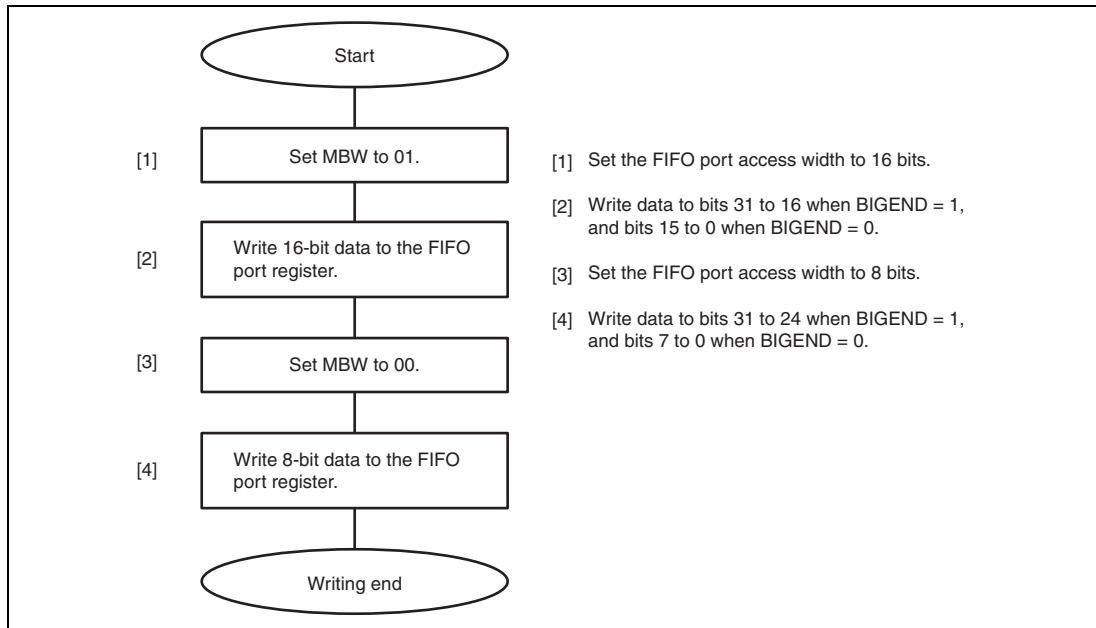 Start
[1]
Set MBW to 01.
[2]
Write 16-bit data to the FIFO
port register.
[3]
Set MBW to 00.
[4]
Write 8-bit data to the FIFO
port register.
Writing end
[1] Set the FIFO port access width to 16 bits.
[2] Write data to bits 31 to 16 when BIGEND = 1,
and bits 15 to 0 when BIGEND = 0.
[3] Set the FIFO port access width to 8 bits.
[4] Write data to bits 31 to 24 when BIGEND = 1,
and bits 7 to 0 when BIGEND = 0.